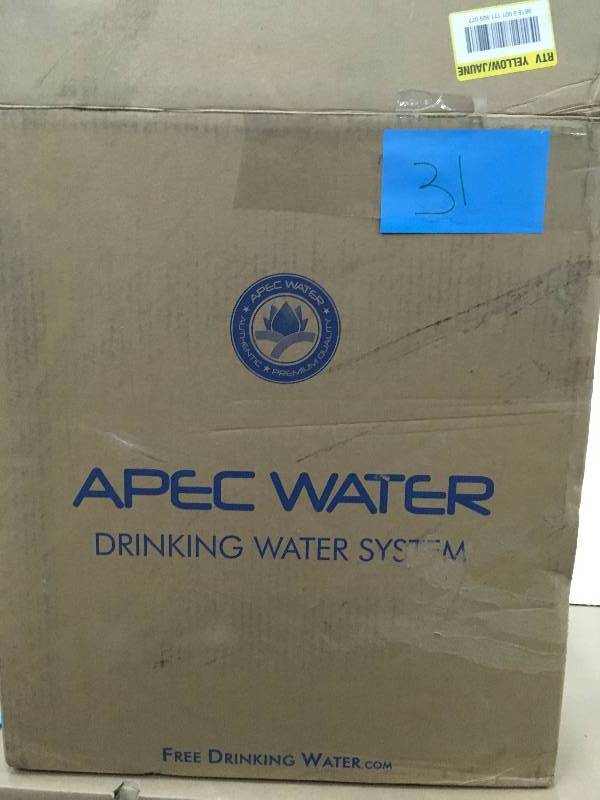 RTV YELLOW/JAUNE
31
APEC WATER
AUTHENTIC ★ PREMIUM QUALITY
APEC WATER
DRINKING WATER SYSTEM
FREE DRINKING WATER.COM